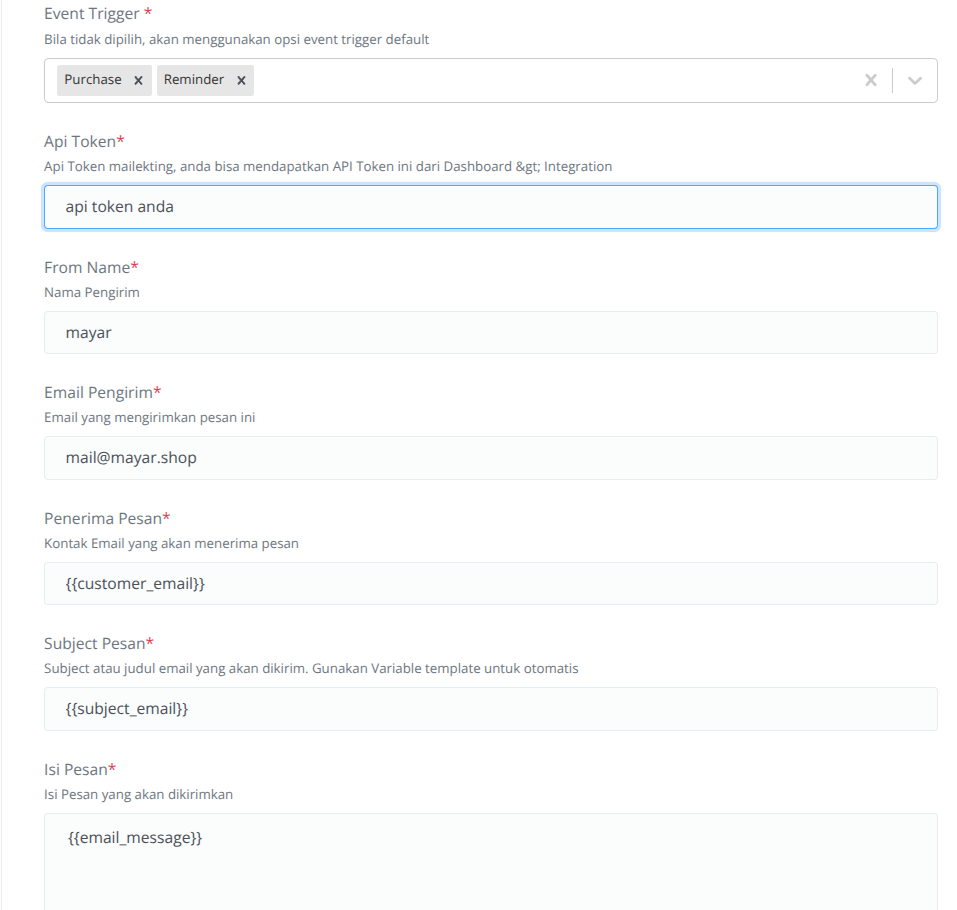 Event Trigger *
Bila tidak dipilih, akan menggunakan opsi event trigger default
Purchase x Reminder x
Api Token*
Api Token mailekting, anda bisa mendapatkan API Token ini dari Dashboard &gt; Integration
api token anda
From Name*
Nama Pengirim
mayar
Email Pengirim*
Email yang mengirimkan pesan ini
mail@mayar.shop
Penerima Pesan*
Kontak Email yang akan menerima pesan
{{customer_email}}
Subject Pesan*
Subject atau judul email yang akan dikirim. Gunakan Variable template untuk otomatis
{{subject_email}}
Isi Pesan*
Isi Pesan yang akan dikirimkan
{{email_message}}